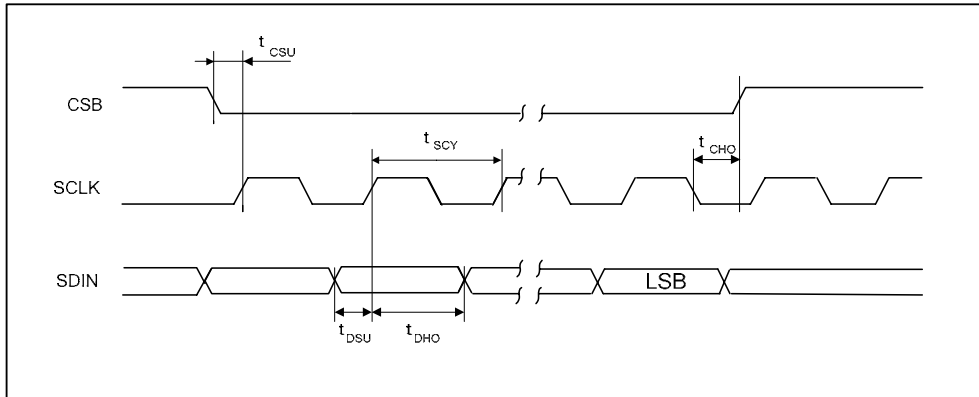 t CSU
CSB
t SCY
t CHO
SCLK
SDIN
LSB
t DSU
t DHO